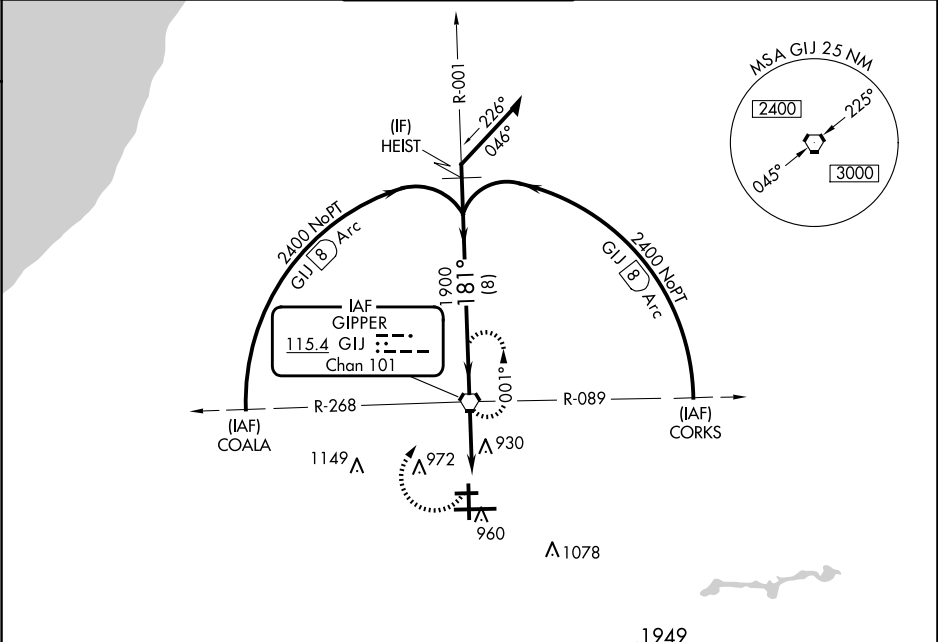 R-001
226°
046°
(IF)
HEIST
MSA GIJ 25 NM
2400
225°
045°
3000
2400 NoPT
GIJ 8 Arc
2400 NoPT
GIJ 8 Arc
1900
181°
(8)
IAF
GIPPER
115.4 GIJ
Chan 101
001°
R-268
R-089
(IAF)
COALA
(IAF)
CORKS
1149
972
930
960
1078
1949